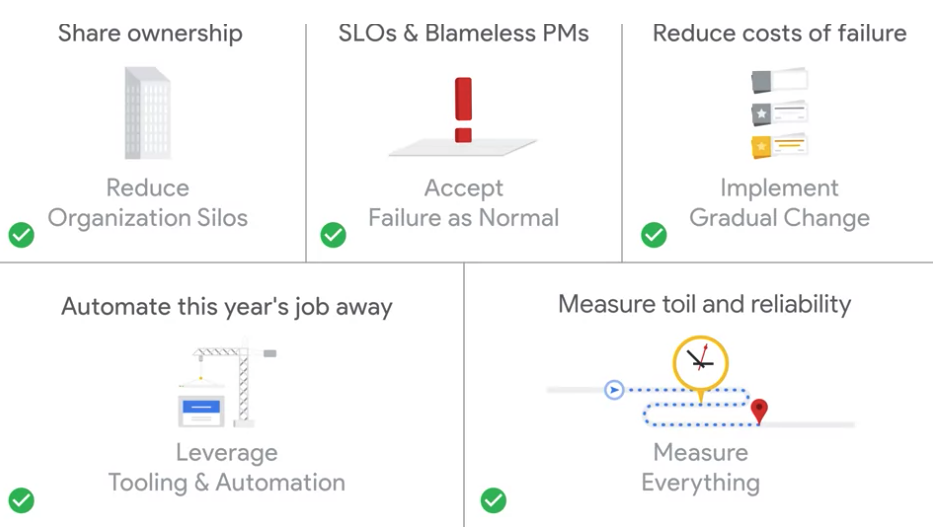 Share ownership
Reduce
Organization Silos
SLOs & Blameless PMs
Accept
Failure as Normal
Reduce costs of failure
Implement
Gradual Change
Automate this year's job away
Leverage
Tooling & Automation
Measure toil and reliability
Measure
Everything